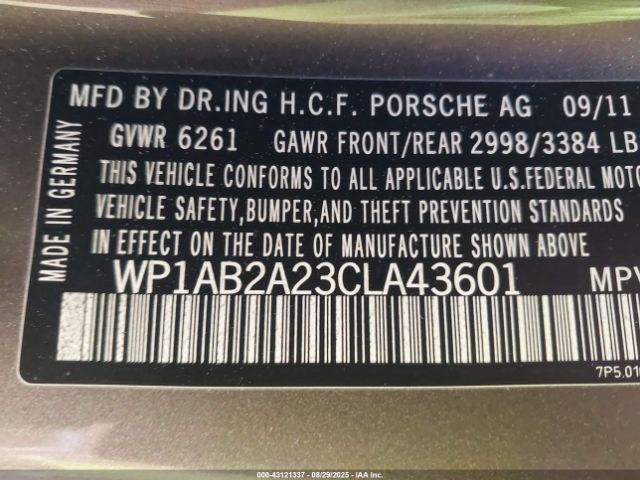 MFD BY DR.ING H.C.F. PORSCHE AG 09/11
GVWR 6261 GAWR FRONT/REAR 2998/3384 LB
THIS VEHICLE CONFORMS TO ALL APPLICABLE U.S.FEDERAL MOTO
VEHICLE SAFETY,BUMPER,AND THEFT PREVENTION STANDARDS
IN EFFECT ON THE DATE OF MANUFACTURE SHOWN ABOVE.
MADE IN GERMANY
WP1AB2A23CLA43601 MPV
7P5.010
000-43121337 - 08/29/2025 - IAA Inc.